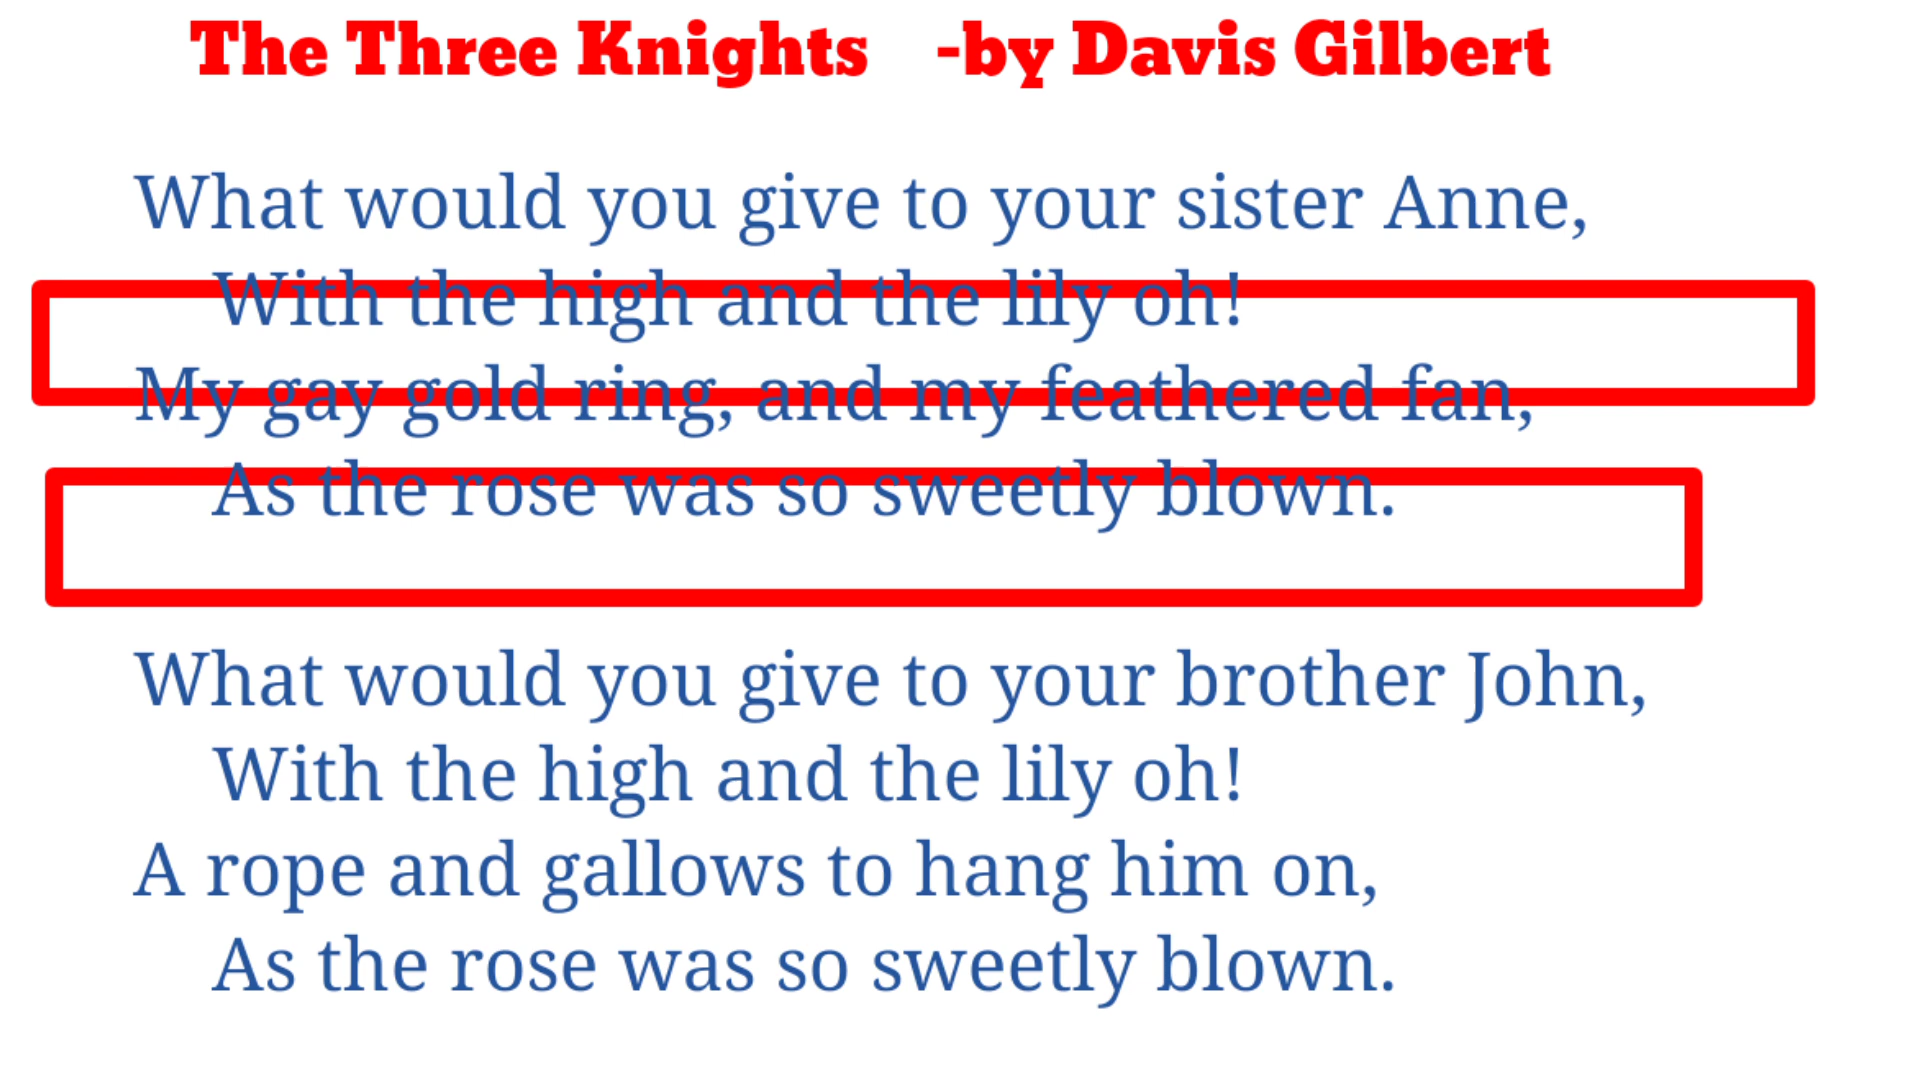 The Three Knights -by Davis Gilbert
What would you give to your sister Anne,
With the high and the lily oh!
My gay gold ring, and my feathered fan,
As the rose was so sweetly blown.
What would you give to your brother John,
With the high and the lily oh!
A rope and gallows to hang him on,
As the rose was so sweetly blown.